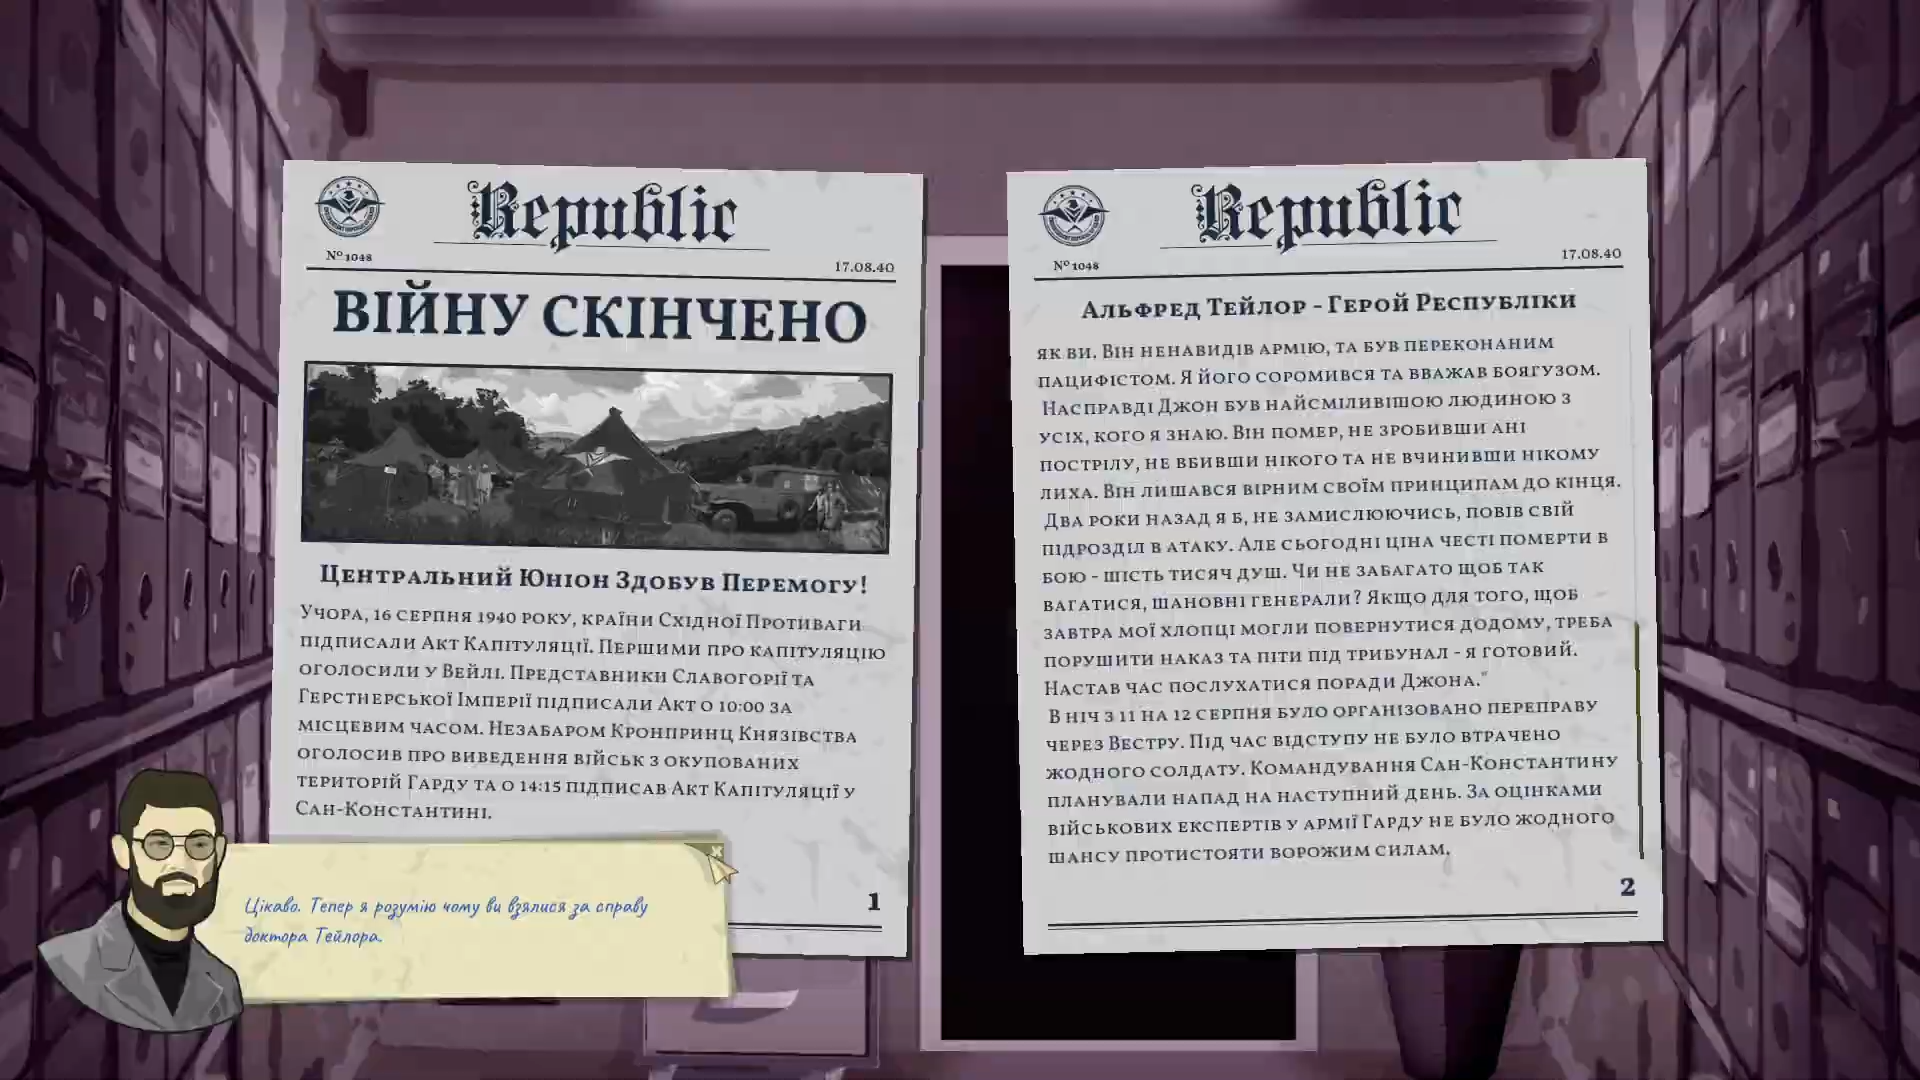 Republic
Nº 1048
17.08.40
ВІЙНУ СКІНЧЕНО
Центральний Юніон Здобув Перемогу!
Учора, 16 серпня 1940 року, країни Східної Противаги
підписали Акт Капітуляції. Першими про капітуляцію
оголосили у Вейлі. Представники Славогорії та
Герстнерської Імперії підписали Акт о 10:00 за
місцевим часом. Незабаром Кронпринц Князівства
оголосив про виведення військ з окупованих
територій Гарду та о 14:15 підписав Акт Капітуляції у
Сан-Константині.
1
Цікаво. Тепер я розумію чому ви взялися за справу
доктора Тейлора.
Republic
Nº 1048
17.08.40
Альфред Тейлор - Герой Республіки
як ви. Він ненавидів армію, та був переконаним
пацифістом. Я його соромився та вважав боягузом.
Насправді Джон був найсміливішою людиною з
усіх, кого я знаю. Він помер, не зробивши ані
пострілу, не вбивши нікого та не вчинивши нікому
лиха. Він лишався вірним своїм принципам до кінця.
Два роки назад я б, не замислюючись, повів свій
підрозділ в атаку. Але сьогодні ціна честі померти в
бою - шість тисяч душ. Чи не забагато щоб так
вагатися, шановні генерали? Якщо для того, щоб
завтра мої хлопці могли повернутися додому, треба
порушити наказ та піти під трибунал - я готовий.
Настав час послухатися поради Джона."
В ніч з 11 на 12 серпня було організовано переправу
через Вестру. Під час відступу не було втрачено
жодного солдату. Командування Сан-Константину
планували напад на наступний день. За оцінками
військових експертів у армії Гарду не було жодного
шансу протистояти ворожим силам.
2